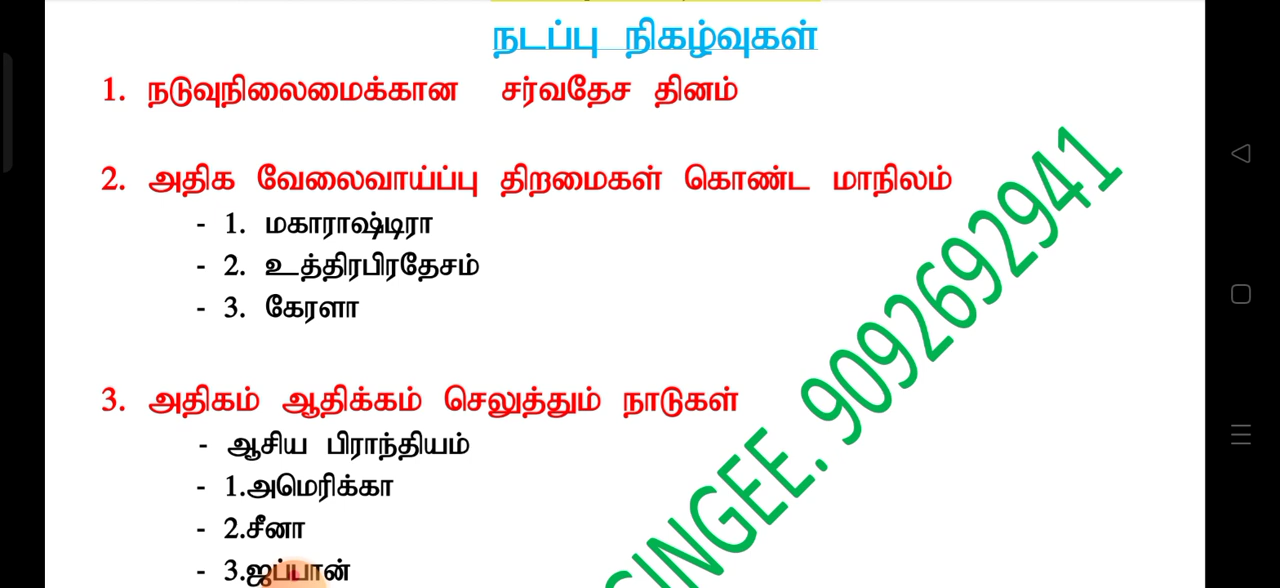 நடப்பு நிகழ்வுகள்
1. நடுவுநிலைமைக்கான சர்வதேச தினம்
2. அதிக வேலைவாய்ப்பு திறமைகள் கொண்ட மாநிலம்
- 1. மகாராஷ்டிரா
- 2. உத்திரபிரதேசம்
- 3. கேரளா
3. அதிகம் ஆதிக்கம் செலுத்தும் நாடுகள்
- ஆசிய பிராந்தியம்
- 1.அமெரிக்கா
- 2.சீனா
- 3.ஜப்பான்
SINGEE. 9092692941